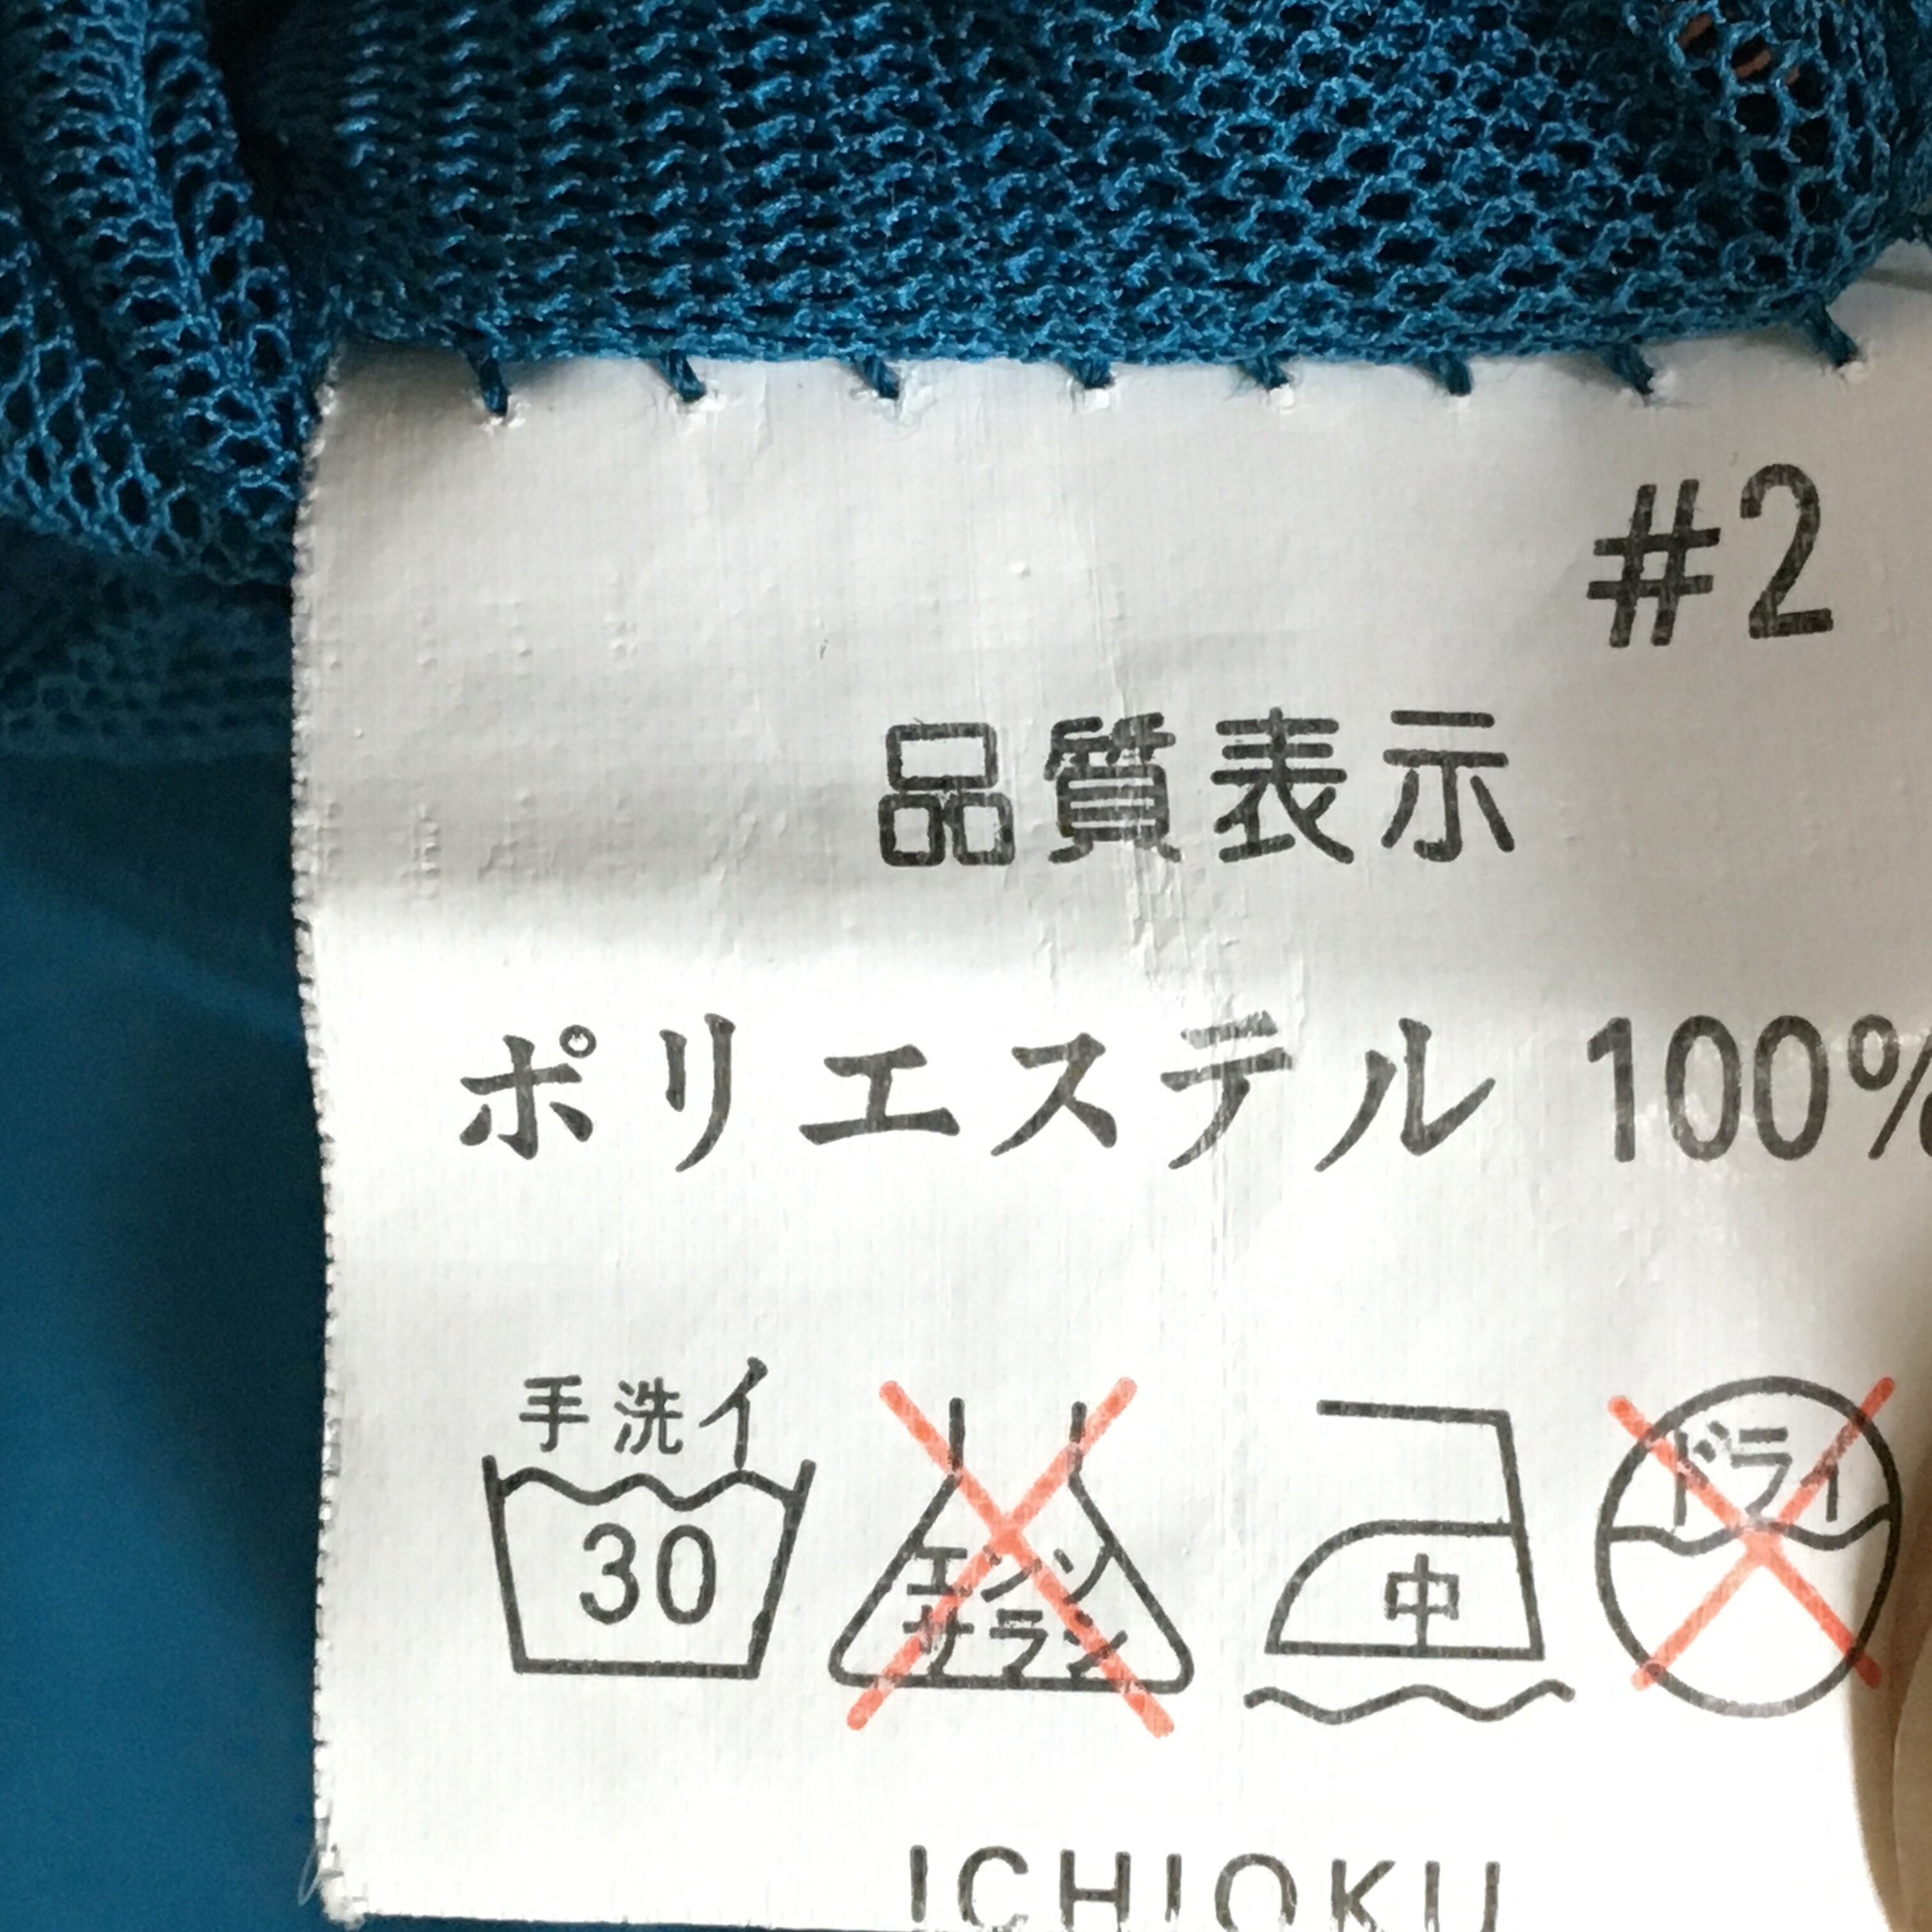 #2
品質表示
ポリエステル 100%
手洗イ
30
エンソ
サラシ
中
ドライ
ICHIOKU